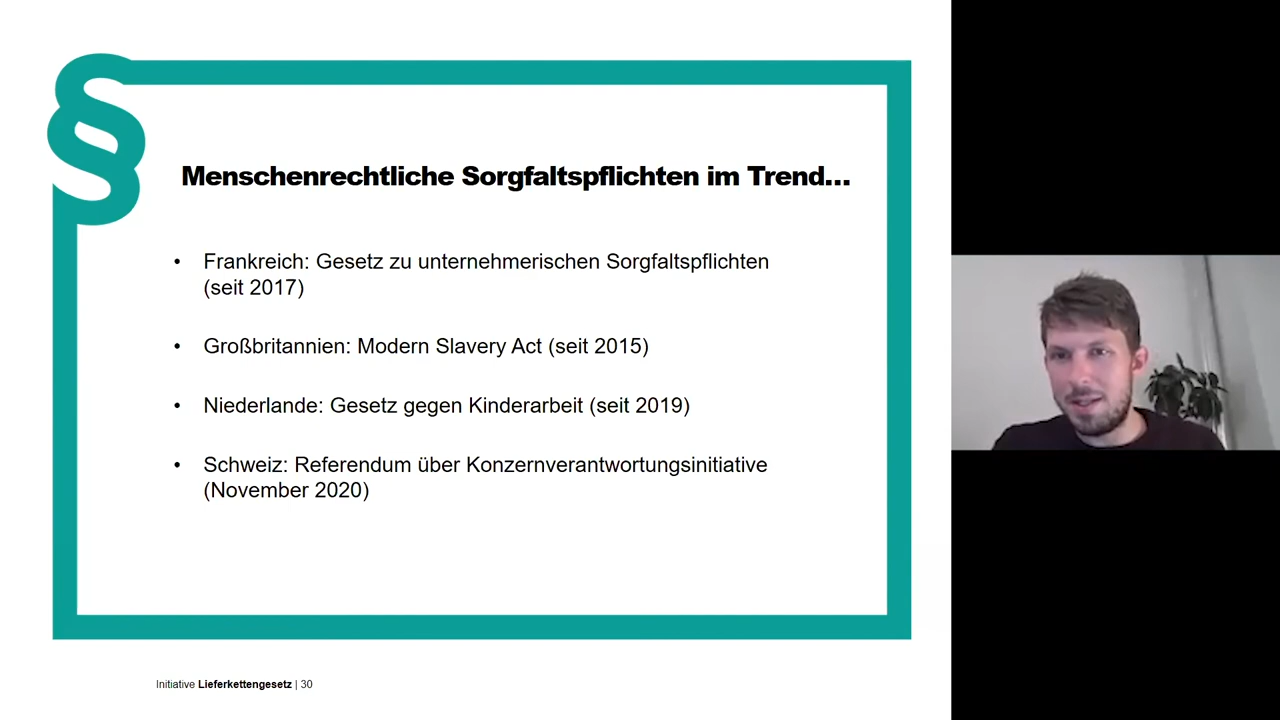 §
Menschenrechtliche Sorgfaltspflichten im Trend...
• Frankreich: Gesetz zu unternehmerischen Sorgfaltspflichten
(seit 2017)
• Großbritannien: Modern Slavery Act (seit 2015)
• Niederlande: Gesetz gegen Kinderarbeit (seit 2019)
• Schweiz: Referendum über Konzernverantwortungsinitiative
(November 2020)
Initiative Lieferkettengesetz | 30